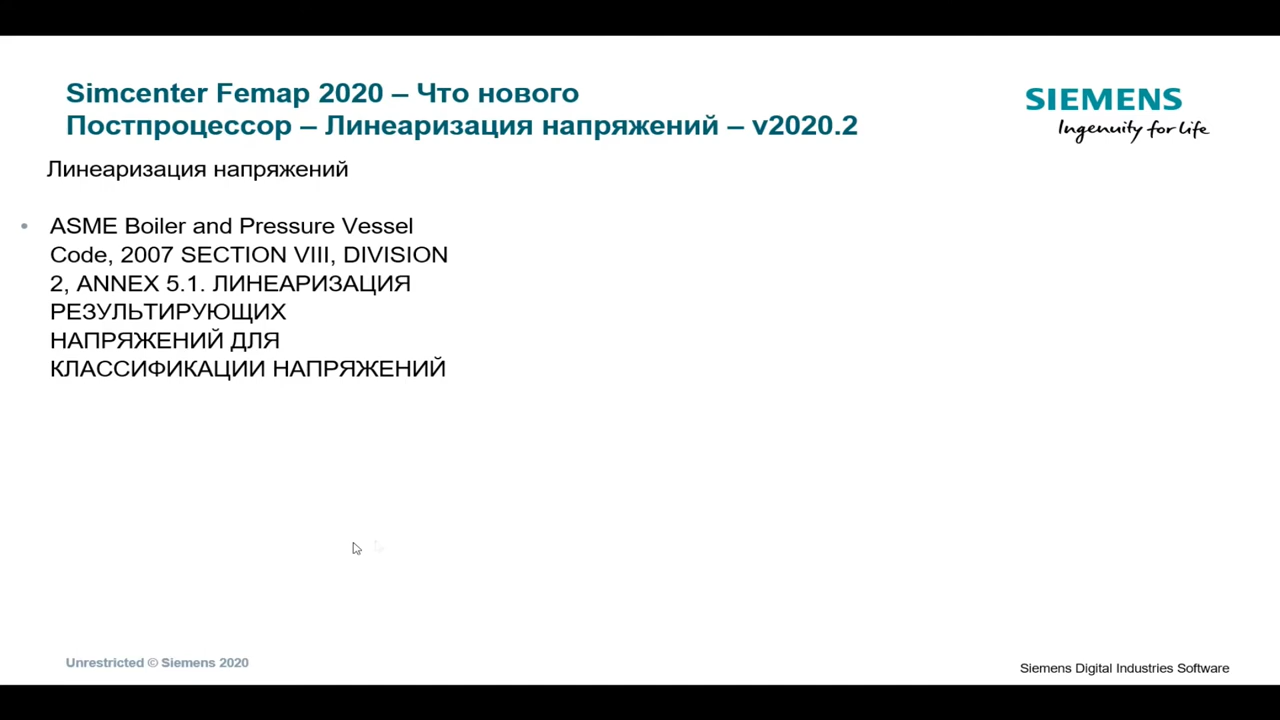 Simcenter Femap 2020 – Что нового
Постпроцессор – Линеаризация напряжений – v2020.2
SIEMENS
Ingenuity for life
Линеаризация напряжений
• ASME Boiler and Pressure Vessel
Code, 2007 SECTION VIII, DIVISION
2, ANNEX 5.1. ЛИНЕАРИЗАЦИЯ
РЕЗУЛЬТИРУЮЩИХ
НАПРЯЖЕНИЙ ДЛЯ
КЛАССИФИКАЦИИ НАПРЯЖЕНИЙ
Unrestricted © Siemens 2020
Siemens Digital Industries Software